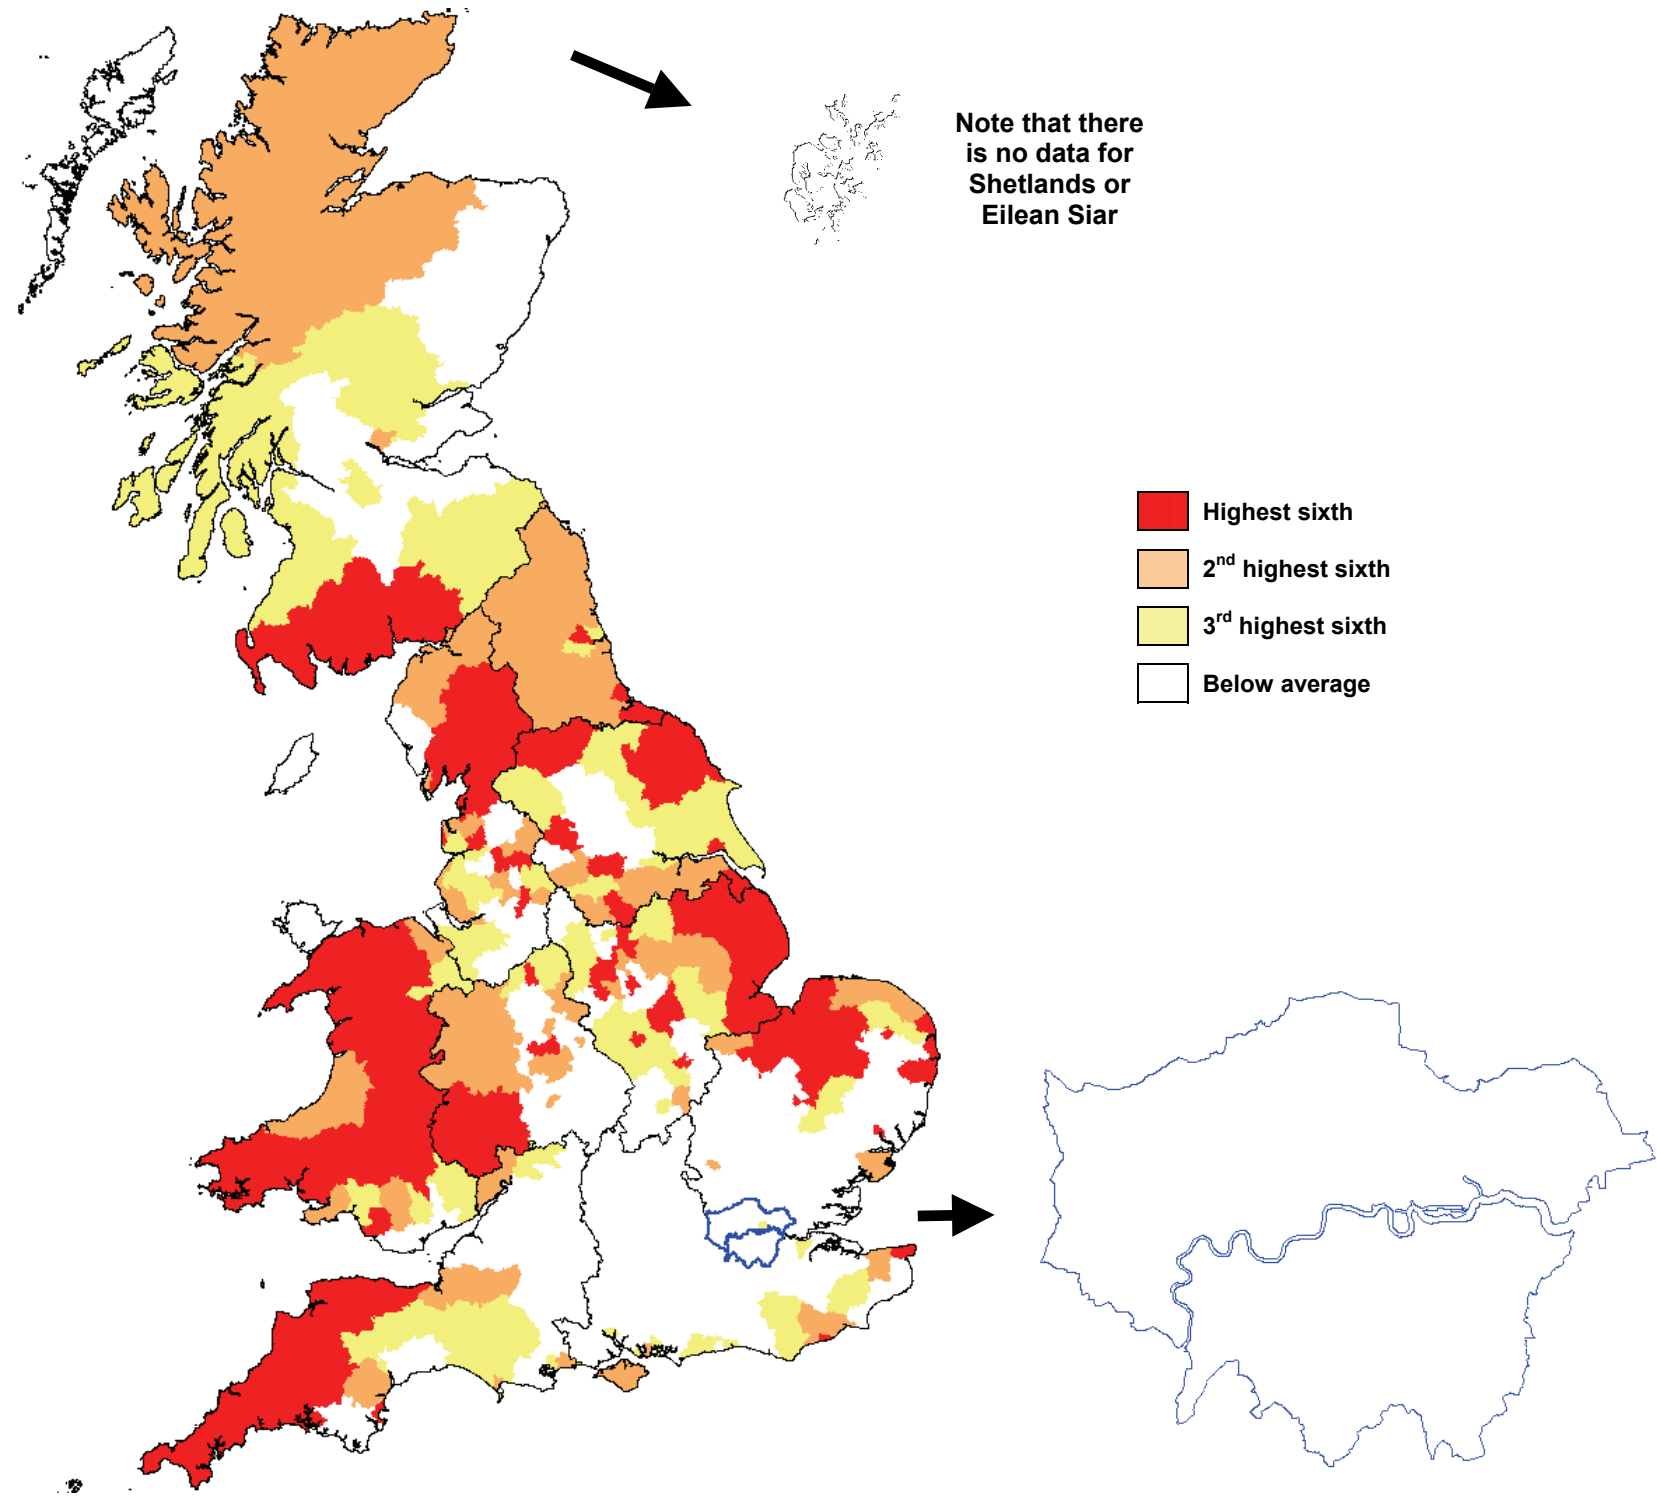 Note that there
is no data for
Shetlands or
Eilean Siar
Highest sixth
2nd highest sixth
3rd highest sixth
Below average